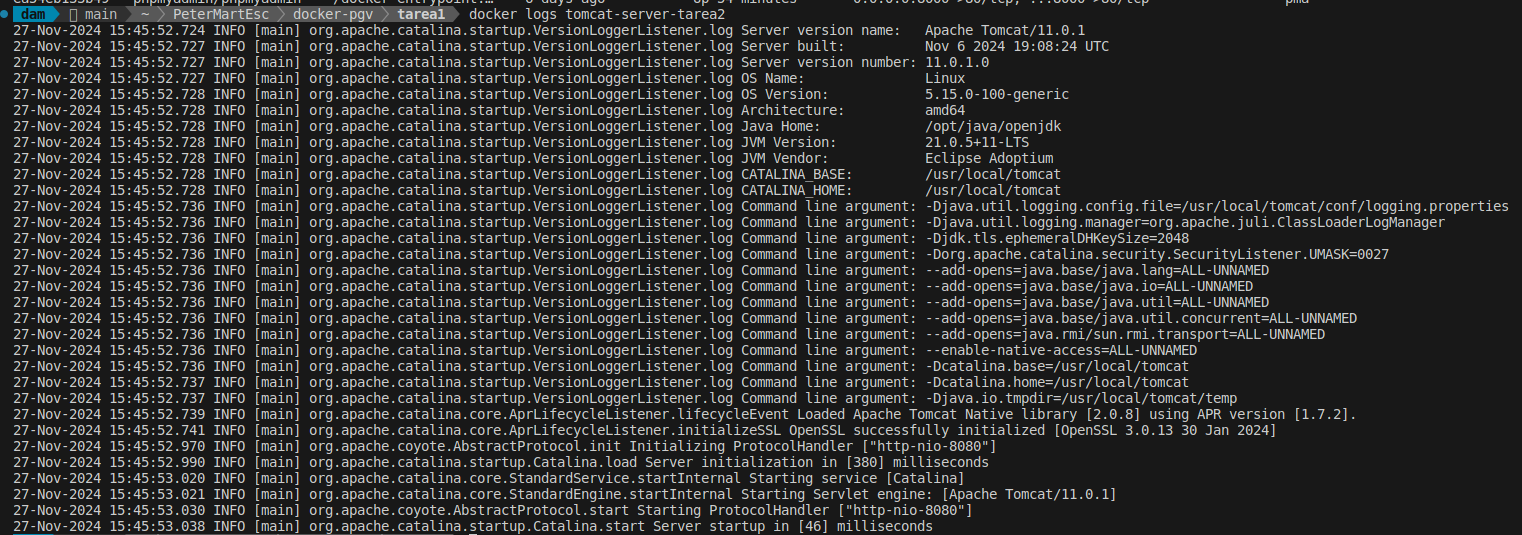 dam main ~ PeterMartEsc docker-pgv tarea1 docker logs tomcat-server-tarea2
27-Nov-2024 15:45:52.724 INFO [main] org.apache.catalina.startup.VersionLoggerListener.log Server version name:   Apache Tomcat/11.0.1
27-Nov-2024 15:45:52.727 INFO [main] org.apache.catalina.startup.VersionLoggerListener.log Server built:          Nov 6 2024 19:08:24 UTC
27-Nov-2024 15:45:52.727 INFO [main] org.apache.catalina.startup.VersionLoggerListener.log Server version number: 11.0.1.0
27-Nov-2024 15:45:52.728 INFO [main] org.apache.catalina.startup.VersionLoggerListener.log OS Name:               Linux
27-Nov-2024 15:45:52.728 INFO [main] org.apache.catalina.startup.VersionLoggerListener.log OS Version:            5.15.0-100-generic
27-Nov-2024 15:45:52.728 INFO [main] org.apache.catalina.startup.VersionLoggerListener.log Architecture:          amd64
27-Nov-2024 15:45:52.728 INFO [main] org.apache.catalina.startup.VersionLoggerListener.log Java Home:             /opt/java/openjdk
27-Nov-2024 15:45:52.728 INFO [main] org.apache.catalina.startup.VersionLoggerListener.log JVM Version:           21.0.5+11-LTS
27-Nov-2024 15:45:52.728 INFO [main] org.apache.catalina.startup.VersionLoggerListener.log JVM Vendor:            Eclipse Adoptium
27-Nov-2024 15:45:52.728 INFO [main] org.apache.catalina.startup.VersionLoggerListener.log CATALINA_BASE:         /usr/local/tomcat
27-Nov-2024 15:45:52.728 INFO [main] org.apache.catalina.startup.VersionLoggerListener.log CATALINA_HOME:         /usr/local/tomcat
27-Nov-2024 15:45:52.736 INFO [main] org.apache.catalina.startup.VersionLoggerListener.log Command line argument: -Djava.util.logging.config.file=/usr/local/tomcat/conf/logging.properties
27-Nov-2024 15:45:52.736 INFO [main] org.apache.catalina.startup.VersionLoggerListener.log Command line argument: -Djava.util.logging.manager=org.apache.juli.ClassLoaderLogManager
27-Nov-2024 15:45:52.736 INFO [main] org.apache.catalina.startup.VersionLoggerListener.log Command line argument: -Djdk.tls.ephemeralDHKeySize=2048
27-Nov-2024 15:45:52.736 INFO [main] org.apache.catalina.startup.VersionLoggerListener.log Command line argument: -Dorg.apache.catalina.security.SecurityListener.UMASK=0027
27-Nov-2024 15:45:52.736 INFO [main] org.apache.catalina.startup.VersionLoggerListener.log Command line argument: --add-opens=java.base/java.lang=ALL-UNNAMED
27-Nov-2024 15:45:52.736 INFO [main] org.apache.catalina.startup.VersionLoggerListener.log Command line argument: --add-opens=java.base/java.io=ALL-UNNAMED
27-Nov-2024 15:45:52.736 INFO [main] org.apache.catalina.startup.VersionLoggerListener.log Command line argument: --add-opens=java.base/java.util=ALL-UNNAMED
27-Nov-2024 15:45:52.736 INFO [main] org.apache.catalina.startup.VersionLoggerListener.log Command line argument: --add-opens=java.base/java.util.concurrent=ALL-UNNAMED
27-Nov-2024 15:45:52.736 INFO [main] org.apache.catalina.startup.VersionLoggerListener.log Command line argument: --add-opens=java.rmi/sun.rmi.transport=ALL-UNNAMED
27-Nov-2024 15:45:52.736 INFO [main] org.apache.catalina.startup.VersionLoggerListener.log Command line argument: --enable-native-access=ALL-UNNAMED
27-Nov-2024 15:45:52.736 INFO [main] org.apache.catalina.startup.VersionLoggerListener.log Command line argument: -Dcatalina.base=/usr/local/tomcat
27-Nov-2024 15:45:52.737 INFO [main] org.apache.catalina.startup.VersionLoggerListener.log Command line argument: -Dcatalina.home=/usr/local/tomcat
27-Nov-2024 15:45:52.737 INFO [main] org.apache.catalina.startup.VersionLoggerListener.log Command line argument: -Djava.io.tmpdir=/usr/local/tomcat/temp
27-Nov-2024 15:45:52.739 INFO [main] org.apache.catalina.core.AprLifecycleListener.lifecycleEvent Loaded Apache Tomcat Native library [2.0.8] using APR version [1.7.2].
27-Nov-2024 15:45:52.741 INFO [main] org.apache.catalina.core.AprLifecycleListener.initializeSSL OpenSSL successfully initialized [OpenSSL 3.0.13 30 Jan 2024]
27-Nov-2024 15:45:52.970 INFO [main] org.apache.coyote.AbstractProtocol.init Initializing ProtocolHandler ["http-nio-8080"]
27-Nov-2024 15:45:52.990 INFO [main] org.apache.catalina.startup.Catalina.load Server initialization in [380] milliseconds
27-Nov-2024 15:45:53.020 INFO [main] org.apache.catalina.core.StandardService.startInternal Starting service [Catalina]
27-Nov-2024 15:45:53.021 INFO [main] org.apache.catalina.core.StandardEngine.startInternal Starting Servlet engine: [Apache Tomcat/11.0.1]
27-Nov-2024 15:45:53.030 INFO [main] org.apache.coyote.AbstractProtocol.start Starting ProtocolHandler ["http-nio-8080"]
27-Nov-2024 15:45:53.038 INFO [main] org.apache.catalina.startup.Catalina.start Server startup in [46] milliseconds